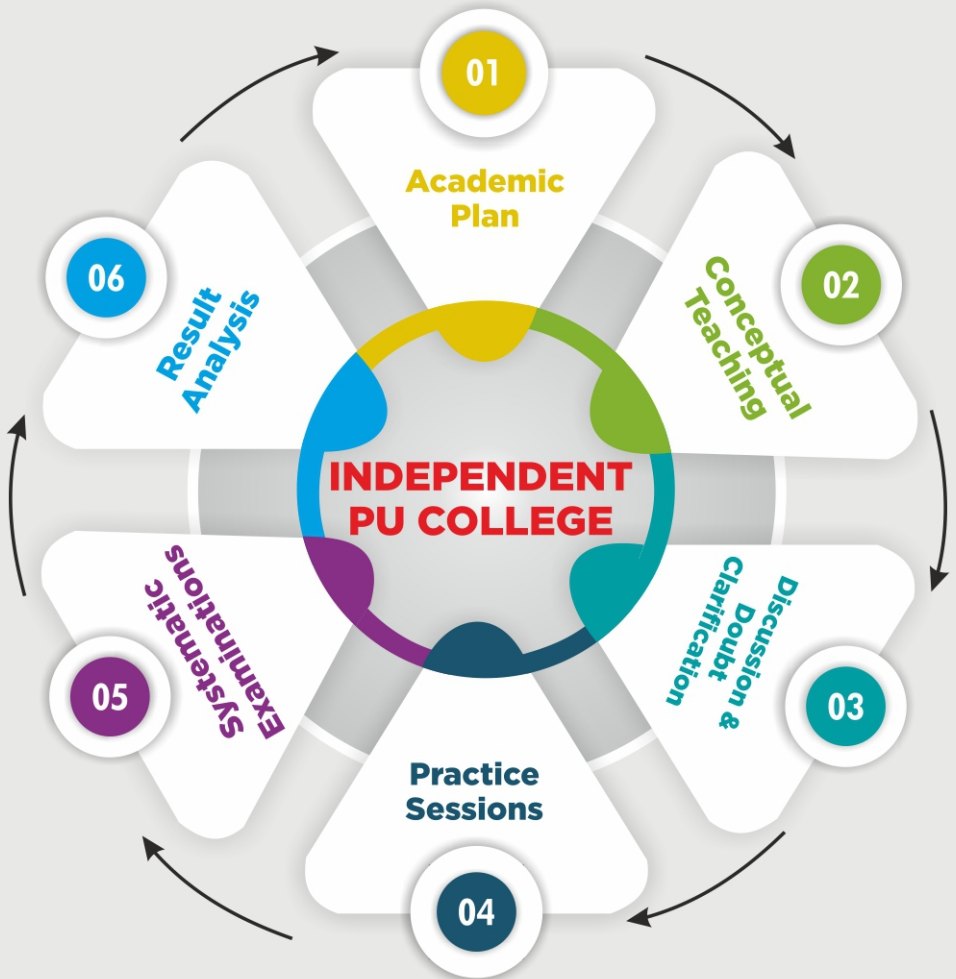 01
Academic
Plan
02
Conceptual
Teaching
03
Discussion &
Doubt
Clarification
04
Practice
Sessions
05
Systematic
Examinations
06
Result
Analysis
INDEPENDENT
PU COLLEGE